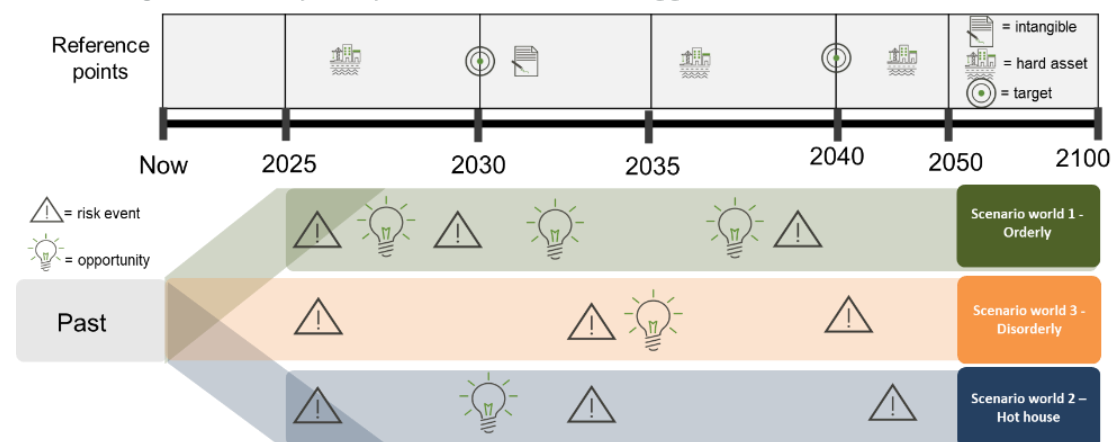 Reference
points
= intangible
= hard asset
= target
Now
2025
2030
2035
2040
2050
2100
= risk event
= opportunity
Past
Scenario world 1 -
Orderly
Scenario world 3 -
Disorderly
Scenario world 2 –
Hot house